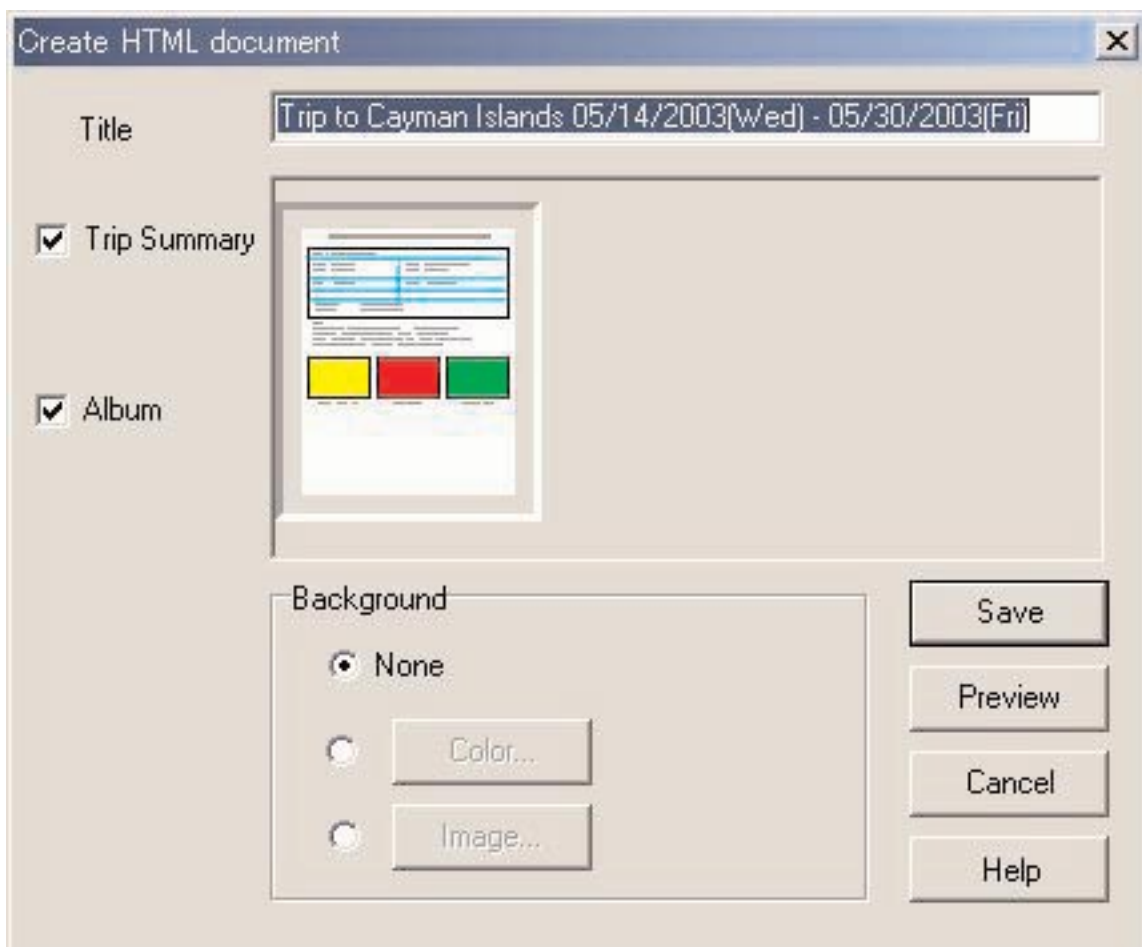 Create HTML document
Title
Trip to Cayman Islands 05/14/2003(Wed) - 05/30/2003(Fri)
Trip Summary
Album
Background
None
Color...
Image...
Save
Preview
Cancel
Help